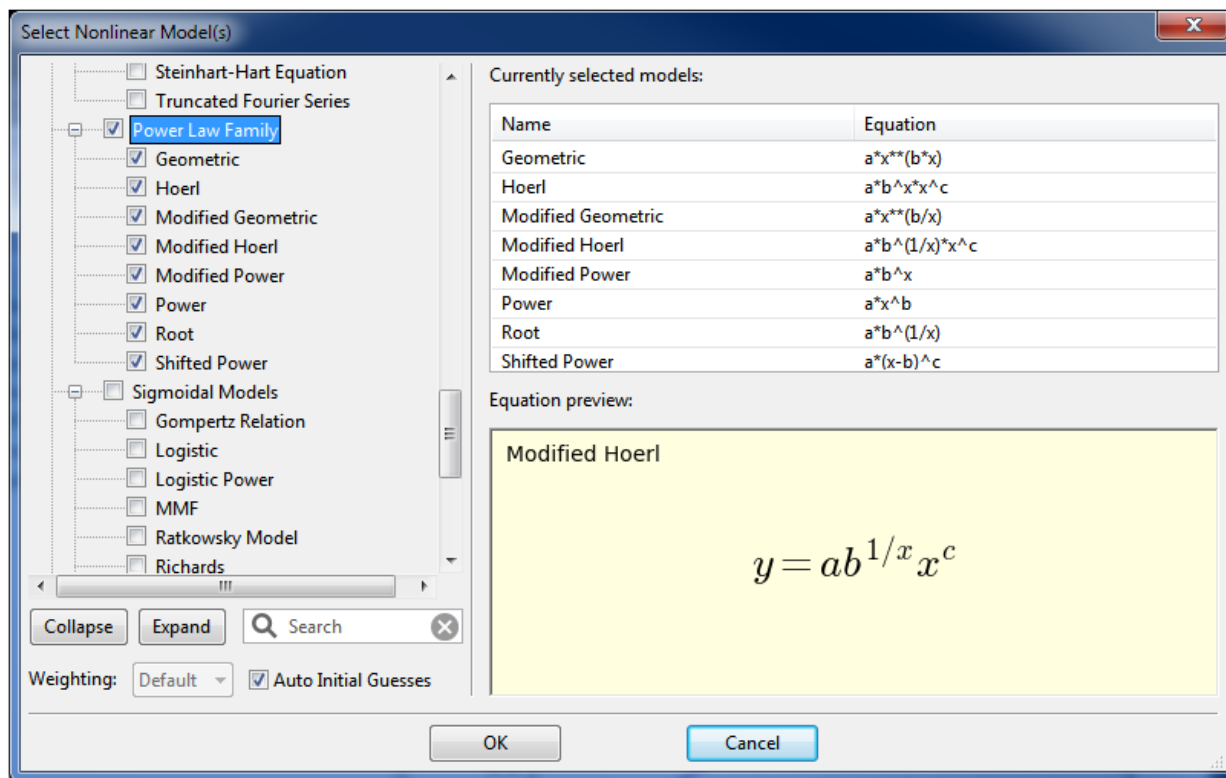 Select Nonlinear Model(s)
X
Steinhart-Hart Equation
Truncated Fourier Series
Power Law Family
Geometric
Hoerl
Modified Geometric
Modified Hoerl
Modified Power
Power
Root
Shifted Power
Sigmoidal Models
Gompertz Relation
Logistic
Logistic Power
MMF
Ratkowsky Model
Richards
Collapse Expand Search
Weighting: Default Auto Initial Guesses
Currently selected models:
Name Equation
Geometric a*x**(b*x)
Hoerl a*b^x*x^c
Modified Geometric a*x**(b/x)
Modified Hoerl a*b^(1/x)*x^c
Modified Power a*b^x
Power a*x^b
Root a*b^(1/x)
Shifted Power a*(x-b)^c
Equation preview:
Modified Hoerl
y = ab^{1/x} x^c
OK Cancel